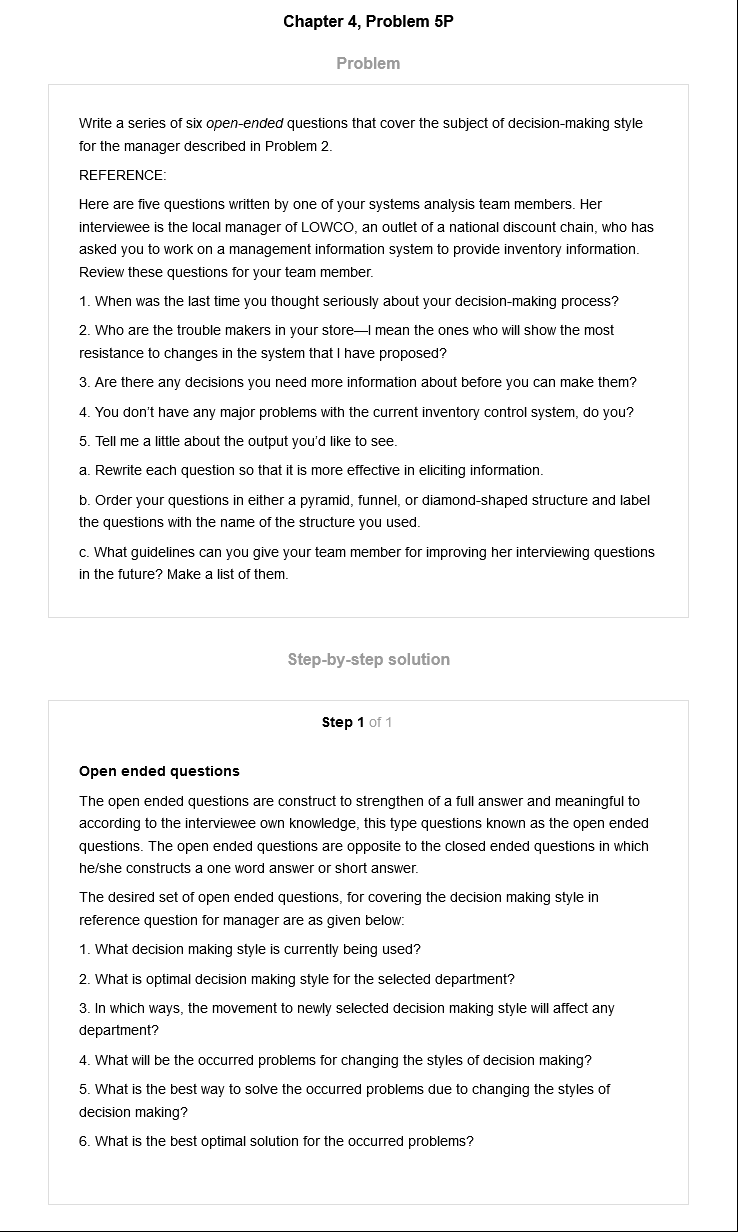 Chapter 4, Problem 5P
Problem
Write a series of six open-ended questions that cover the subject of decision-making style
for the manager described in Problem 2.
REFERENCE:
Here are five questions written by one of your systems analysis team members. Her
interviewee is the local manager of LOWCO, an outlet of a national discount chain, who has
asked you to work on a management information system to provide inventory information.
Review these questions for your team member.
1. When was the last time you thought seriously about your decision-making process?
2. Who are the trouble makers in your store—I mean the ones who will show the most
resistance to changes in the system that I have proposed?
3. Are there any decisions you need more information about before you can make them?
4. You don’t have any major problems with the current inventory control system, do you?
5. Tell me a little about the output you’d like to see.
a. Rewrite each question so that it is more effective in eliciting information.
b. Order your questions in either a pyramid, funnel, or diamond-shaped structure and label
the questions with the name of the structure you used.
c. What guidelines can you give your team member for improving her interviewing questions
in the future? Make a list of them.
Step-by-step solution
Step 1 of 1
Open ended questions
The open ended questions are construct to strengthen of a full answer and meaningful to
according to the interviewee own knowledge, this type questions known as the open ended
questions. The open ended questions are opposite to the closed ended questions in which
he/she constructs a one word answer or short answer.
The desired set of open ended questions, for covering the decision making style in
reference question for manager are as given below:
1. What decision making style is currently being used?
2. What is optimal decision making style for the selected department?
3. In which ways, the movement to newly selected decision making style will affect any
department?
4. What will be the occurred problems for changing the styles of decision making?
5. What is the best way to solve the occurred problems due to changing the styles of
decision making?
6. What is the best optimal solution for the occurred problems?